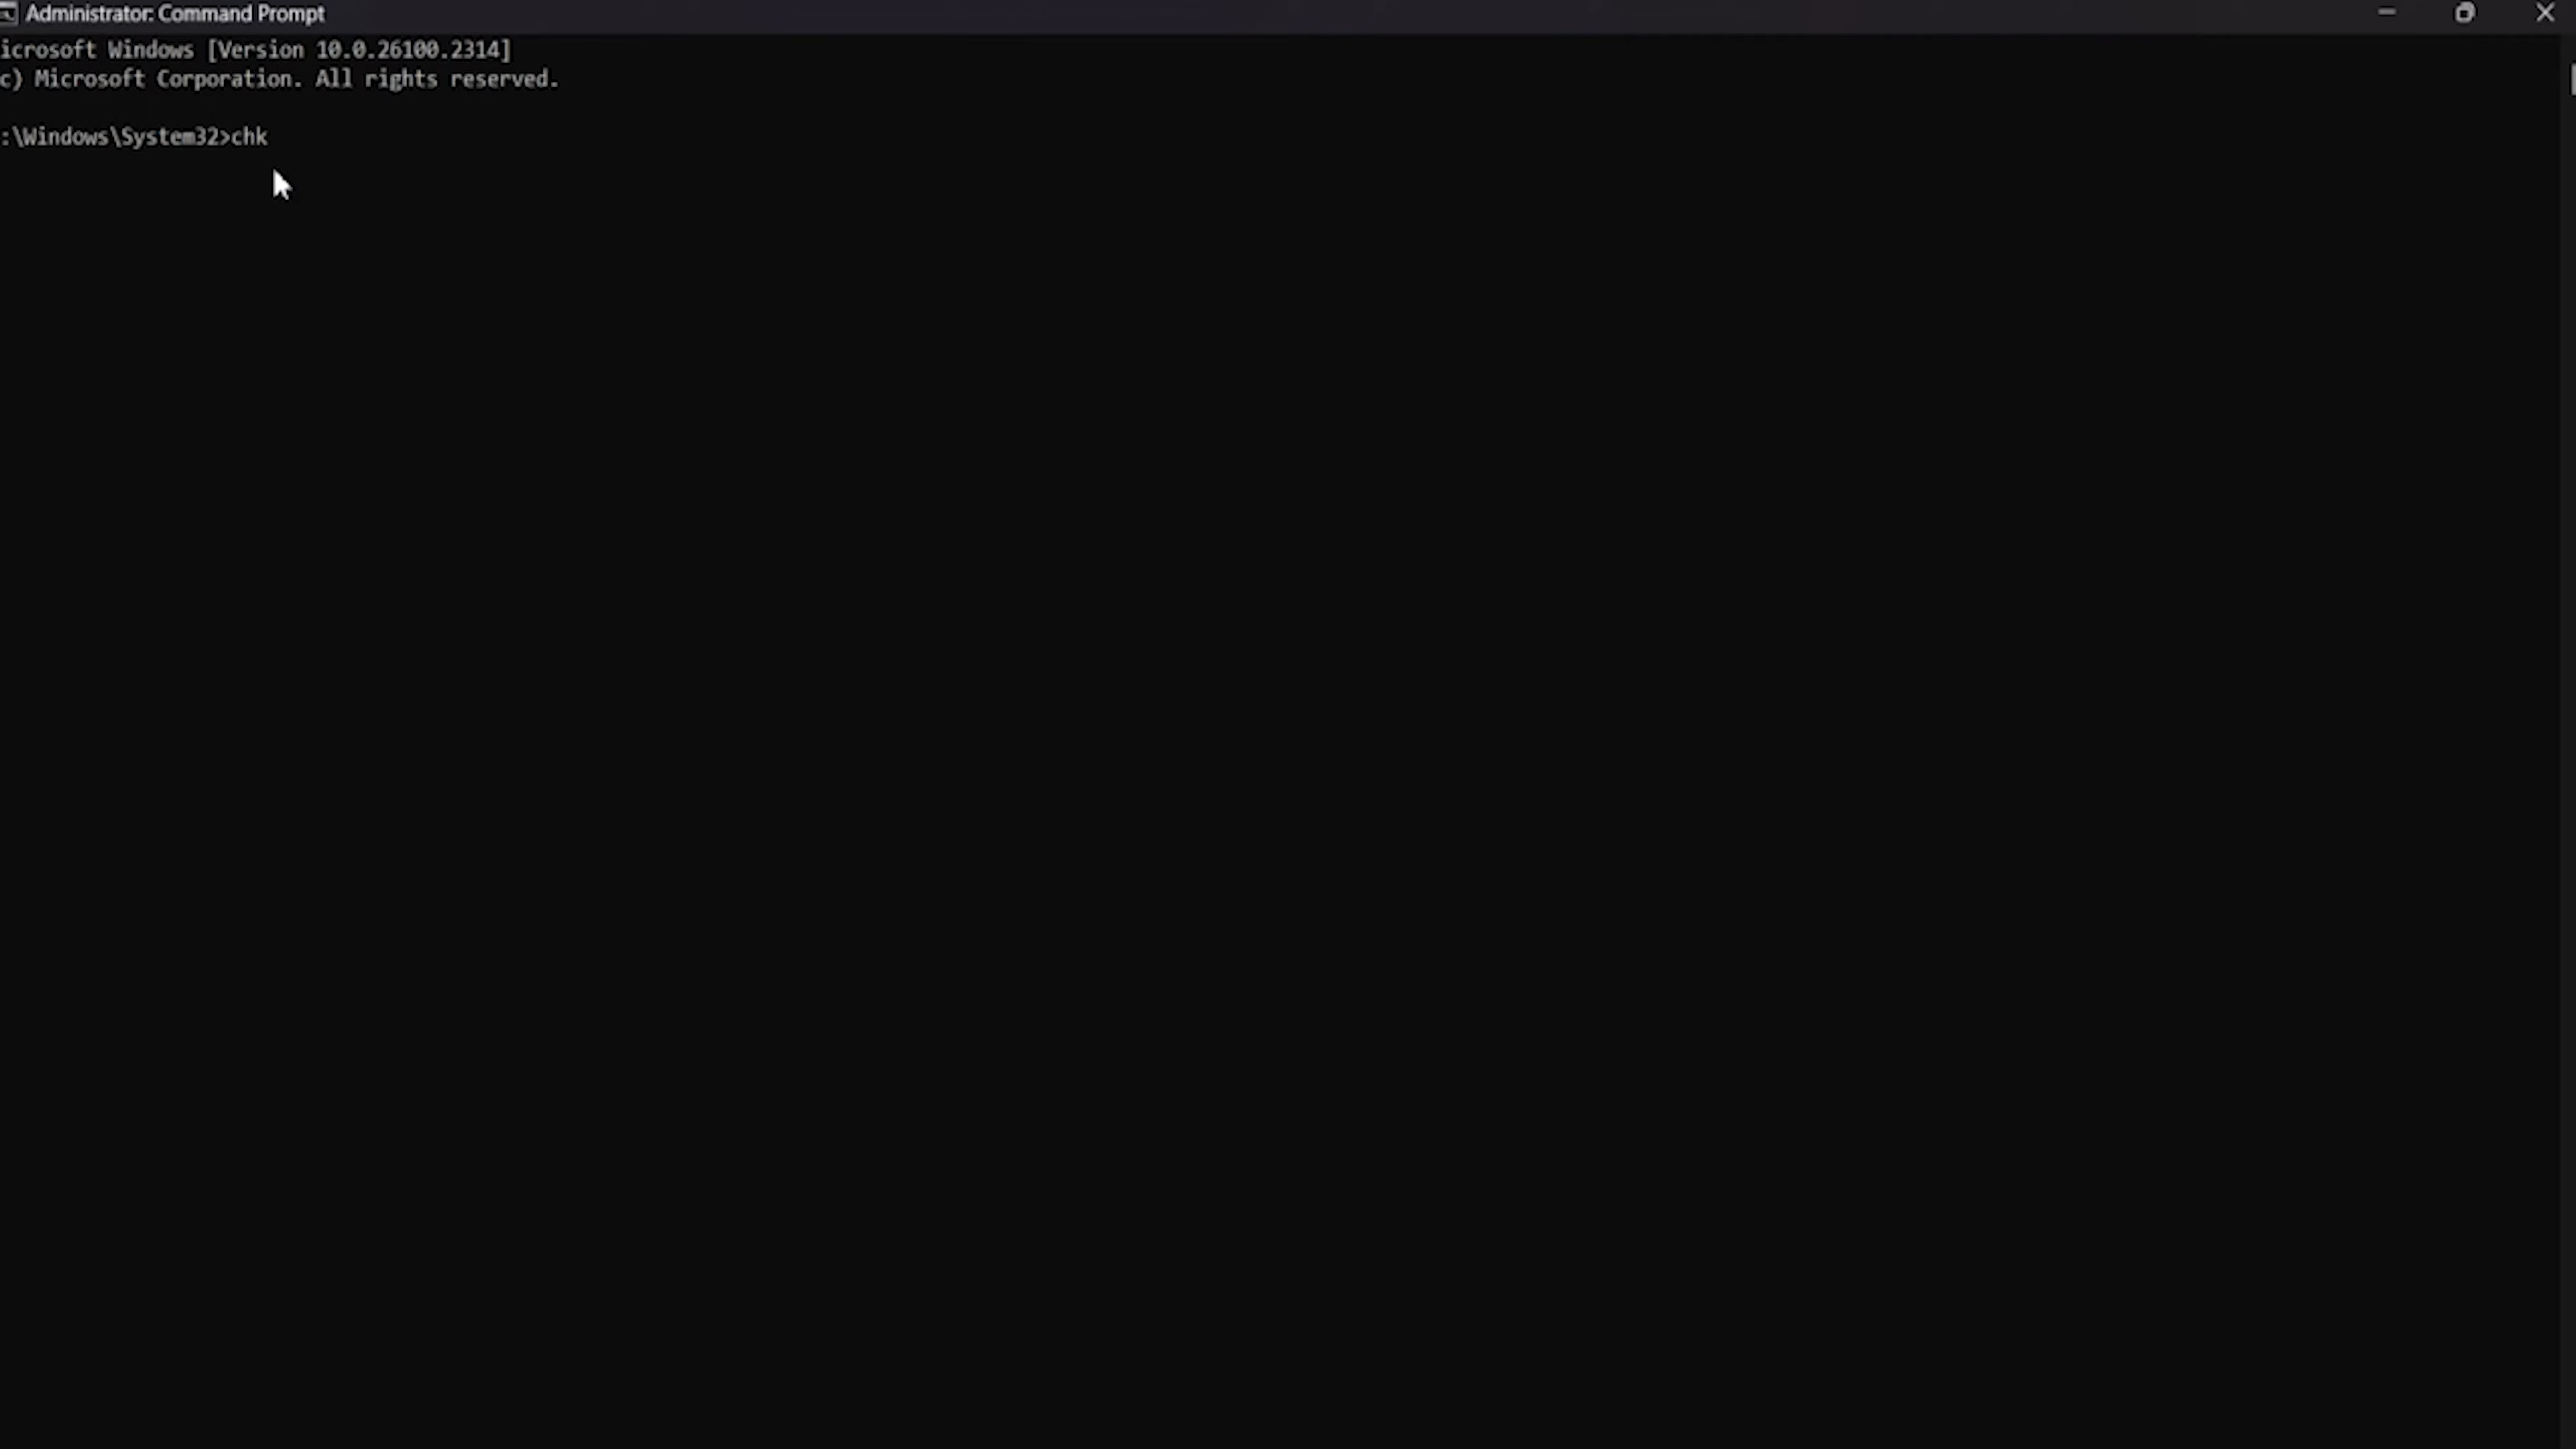 Administrator: Command Prompt
icrosoft Windows [Version 10.0.26100.2314]
c) Microsoft Corporation. All rights reserved.
:\Windows\System32>chk